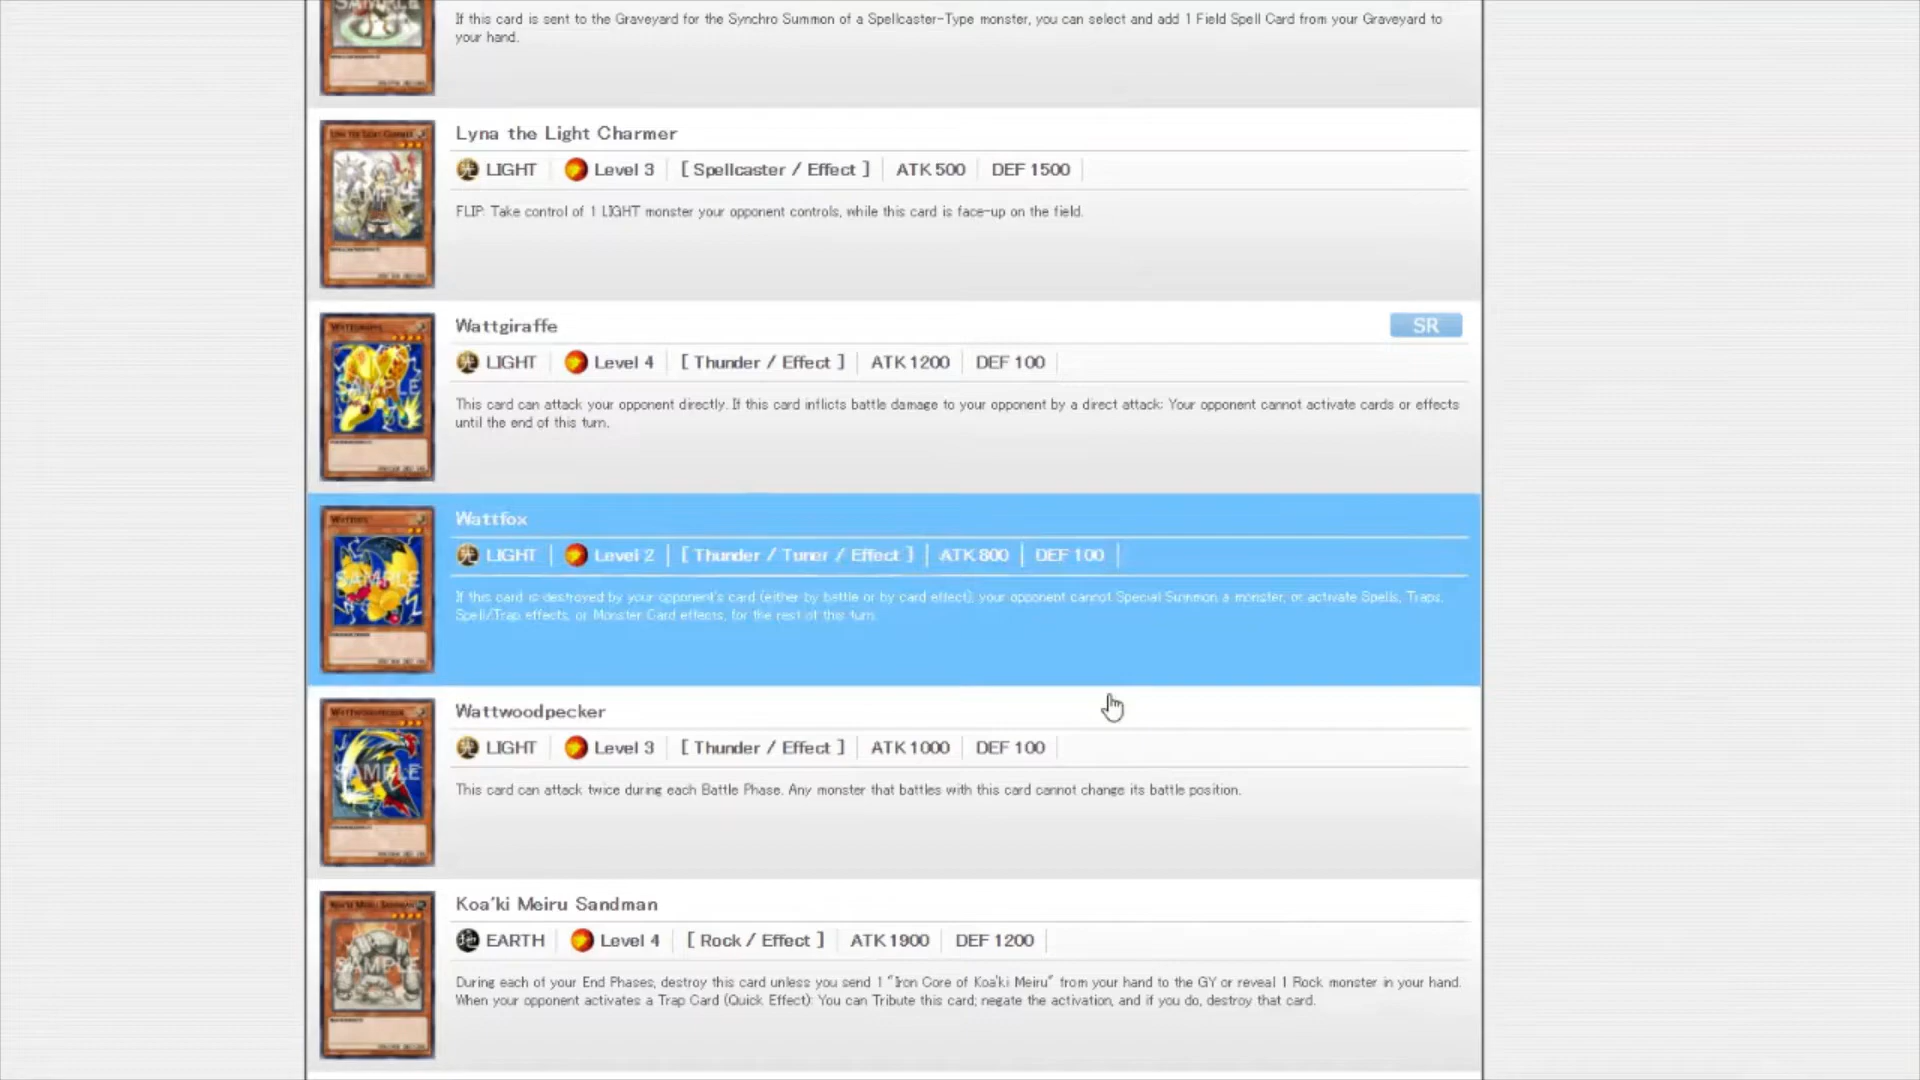 If this card is sent to the Graveyard for the Synchro Summon of a Spellcaster-Type monster, you can select and add 1 Field Spell Card from your Graveyard to
your hand.
Lyna the Light Charmer
LIGHT Level 3 [ Spellcaster / Effect ] ATK 500 DEF 1500
FLIP: Take control of 1 LIGHT monster your opponent controls, while this card is face-up on the field.
Wattgiraffe SR
LIGHT Level 4 [ Thunder / Effect ] ATK 1200 DEF 100
This card can attack your opponent directly. If this card inflicts battle damage to your opponent by a direct attack: Your opponent cannot activate cards or effects
until the end of this turn.
Wattfox
LIGHT Level 2 [ Thunder / Tuner / Effect ] ATK 800 DEF 100
If this card is destroyed by your opponent's card (either by battle or by card effect), your opponent cannot Special Summon a monster, or activate Spells, Traps,
Spell/Trap effects, or Monster Card effects, for the rest of this turn.
Wattwoodpecker
LIGHT Level 3 [ Thunder / Effect ] ATK 1000 DEF 100
This card can attack twice during each Battle Phase. Any monster that battles with this card cannot change its battle position.
Koa'ki Meiru Sandman
EARTH Level 4 [ Rock / Effect ] ATK 1900 DEF 1200
During each of your End Phases, destroy this card unless you send 1 "Iron Core of Koa'ki Meiru" from your hand to the GY or reveal 1 Rock monster in your hand.
When your opponent activates a Trap Card (Quick Effect): You can Tribute this card; negate the activation, and if you do, destroy that card.